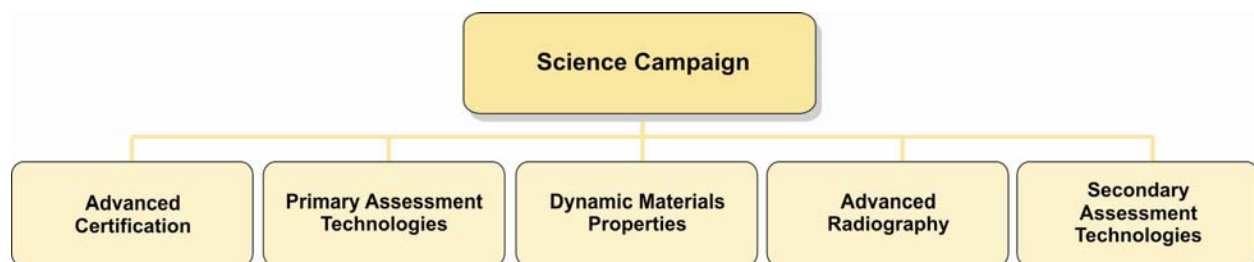 Science Campaign
Advanced
Certification
Primary Assessment
Technologies
Dynamic Materials
Properties
Advanced
Radiography
Secondary
Assessment
Technologies